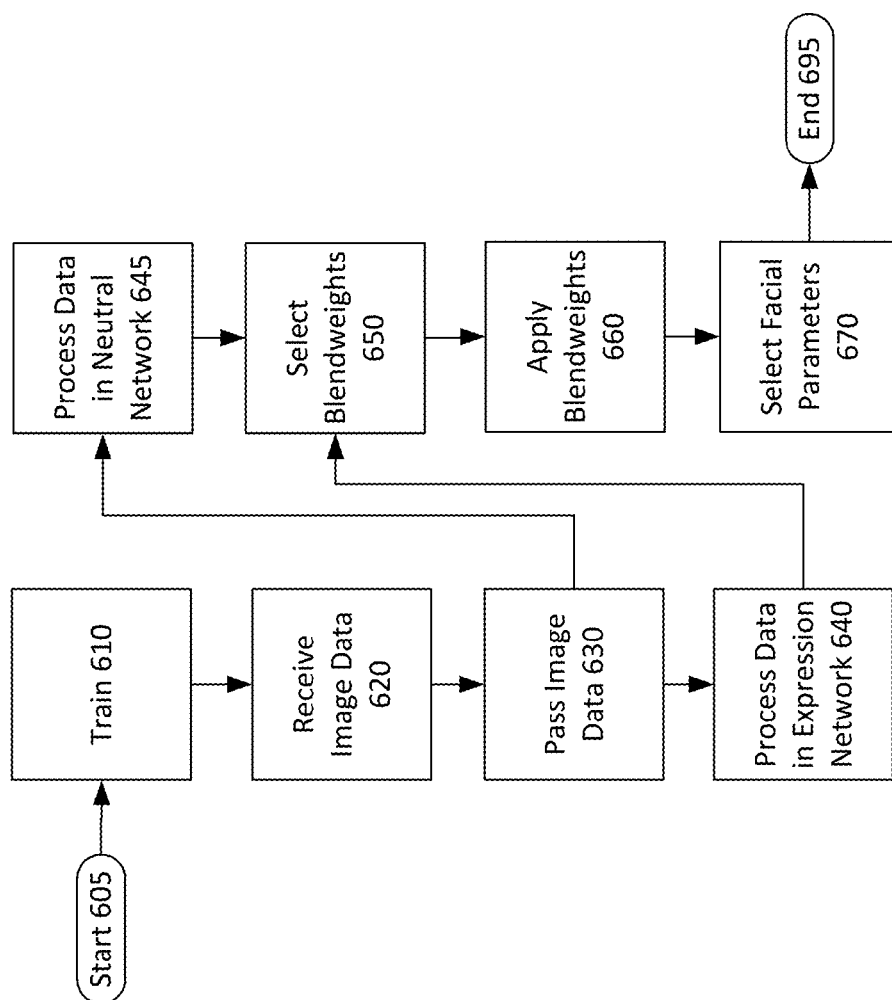 Start 605
Train 610
Receive
Image Data
620
Pass Image
Data 630
Process Data
in Expression
Network 640
Process Data
in Neutral
Network 645
Select
Blendweights
650
Apply
Blendweights
660
Select Facial
Parameters
670
End 695